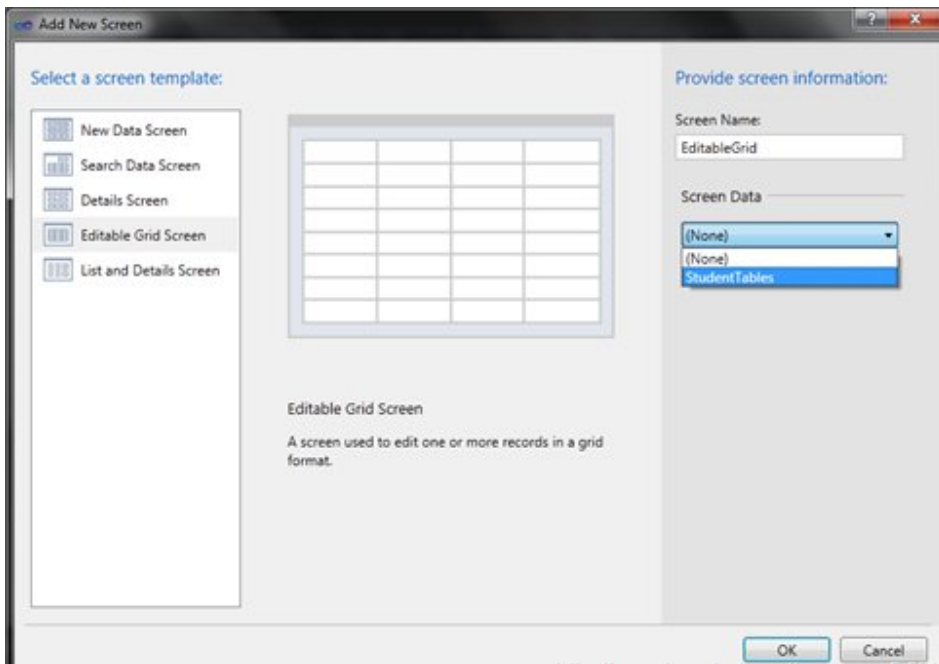 Add New Screen
Select a screen template:
New Data Screen
Search Data Screen
Details Screen
Editable Grid Screen
List and Details Screen
Editable Grid Screen
A screen used to edit one or more records in a grid
format.
Provide screen information:
Screen Name:
EditableGrid
Screen Data
(None)
(None)
StudentTables
OK
Cancel